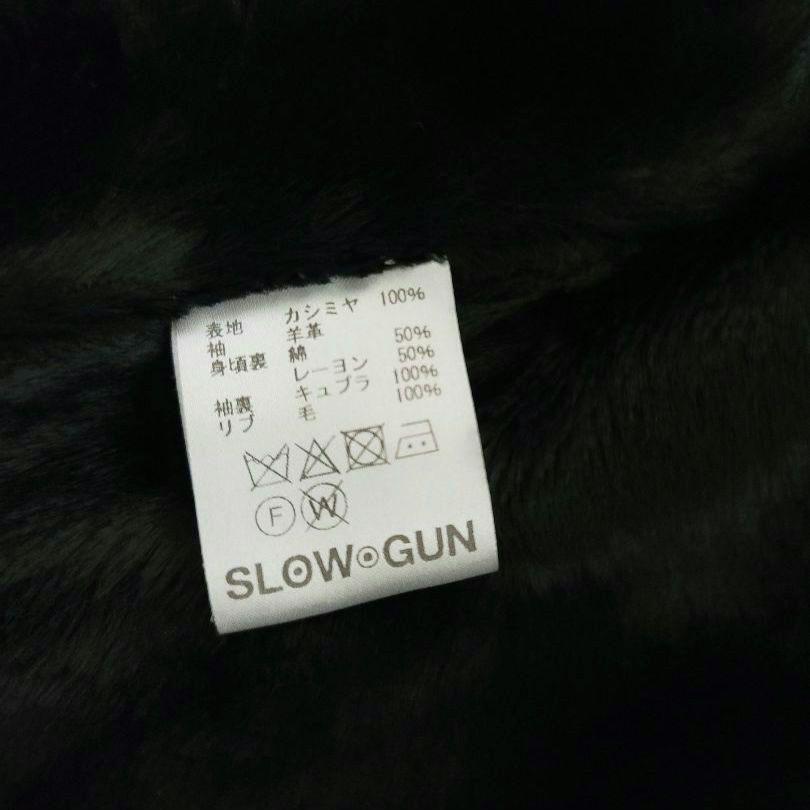 表地 カシミヤ 100%
袖 羊革
身頃裏 綿 50%
レーヨン 50%
袖裏 キュプラ 100%
リブ 毛 100%
F W
SLOW GUN